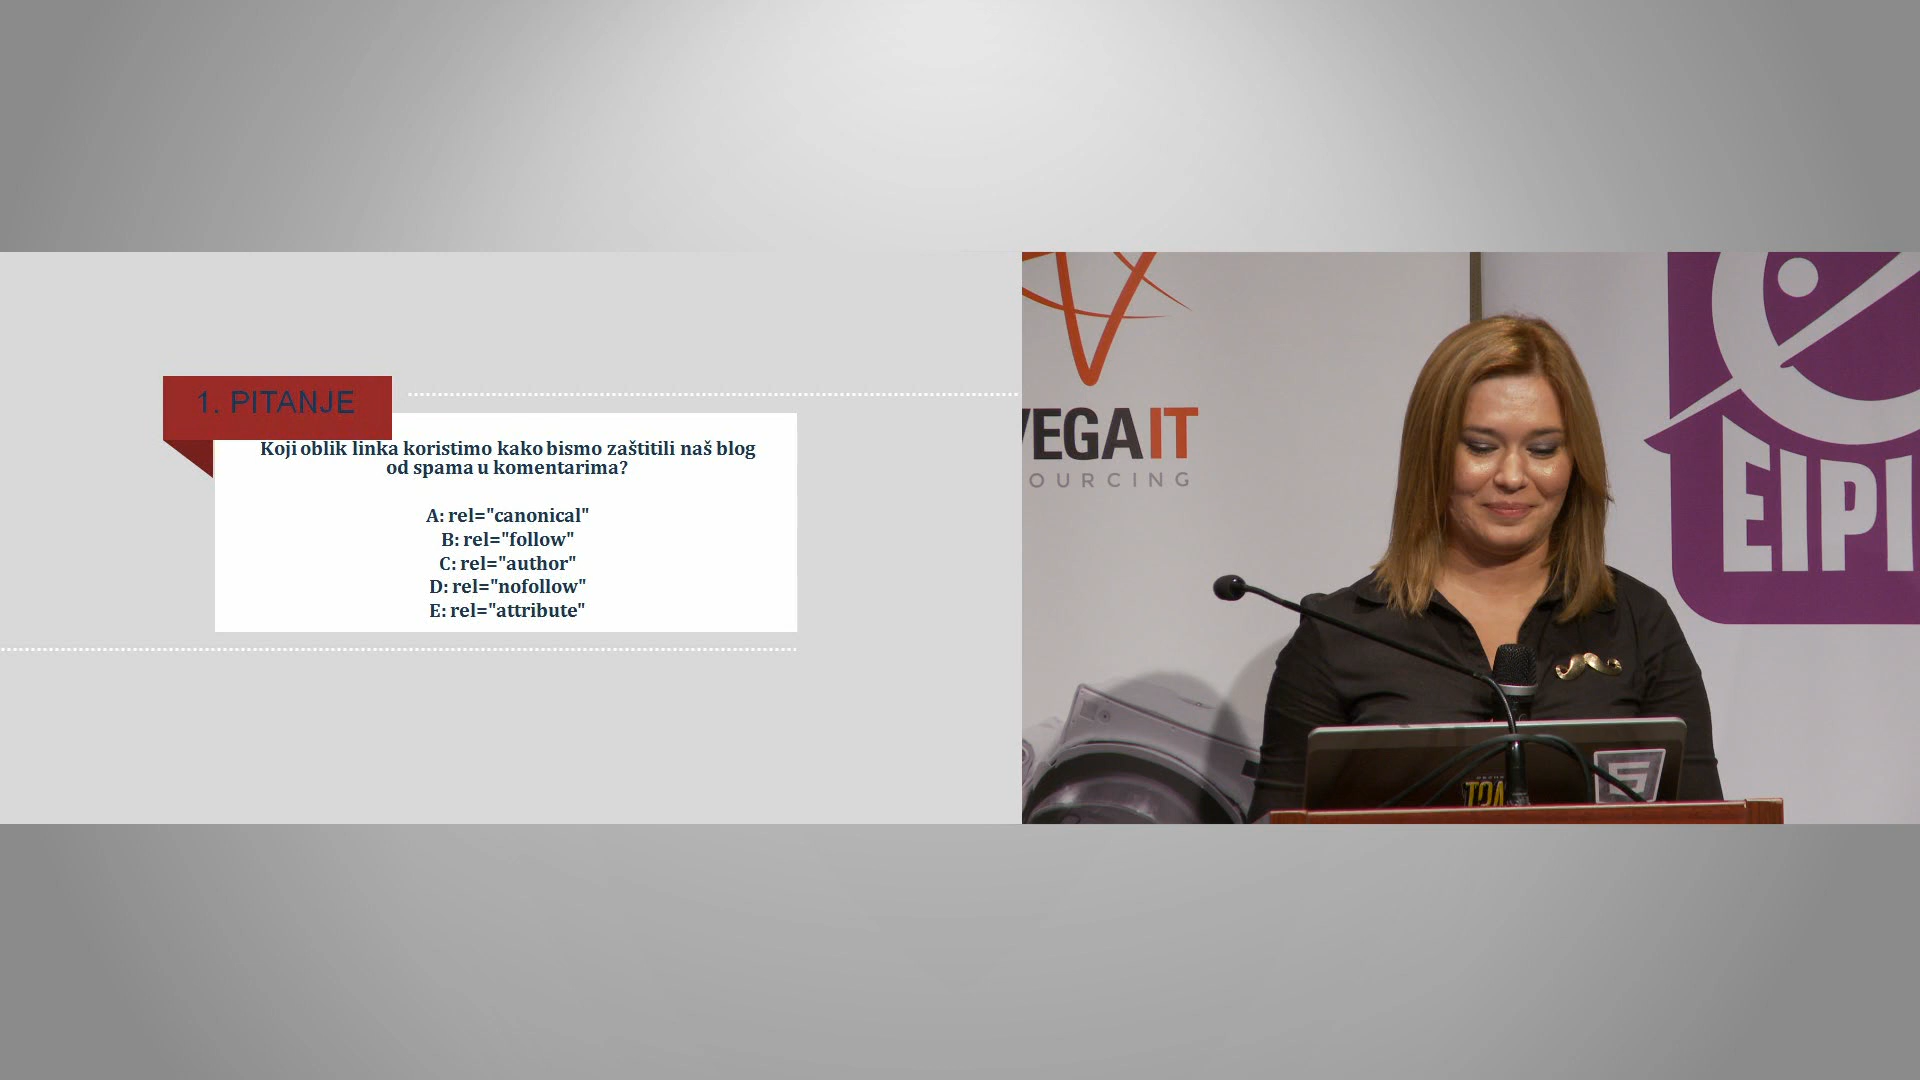 1. PITANJE
Koji oblik linka koristimo kako bismo zaštitili naš blog
od spama u komentarima?
A: rel="canonical"
B: rel="follow"
C: rel="author"
D: rel="nofollow"
E: rel="attribute"
VEGA IT
OURCING
EIPI